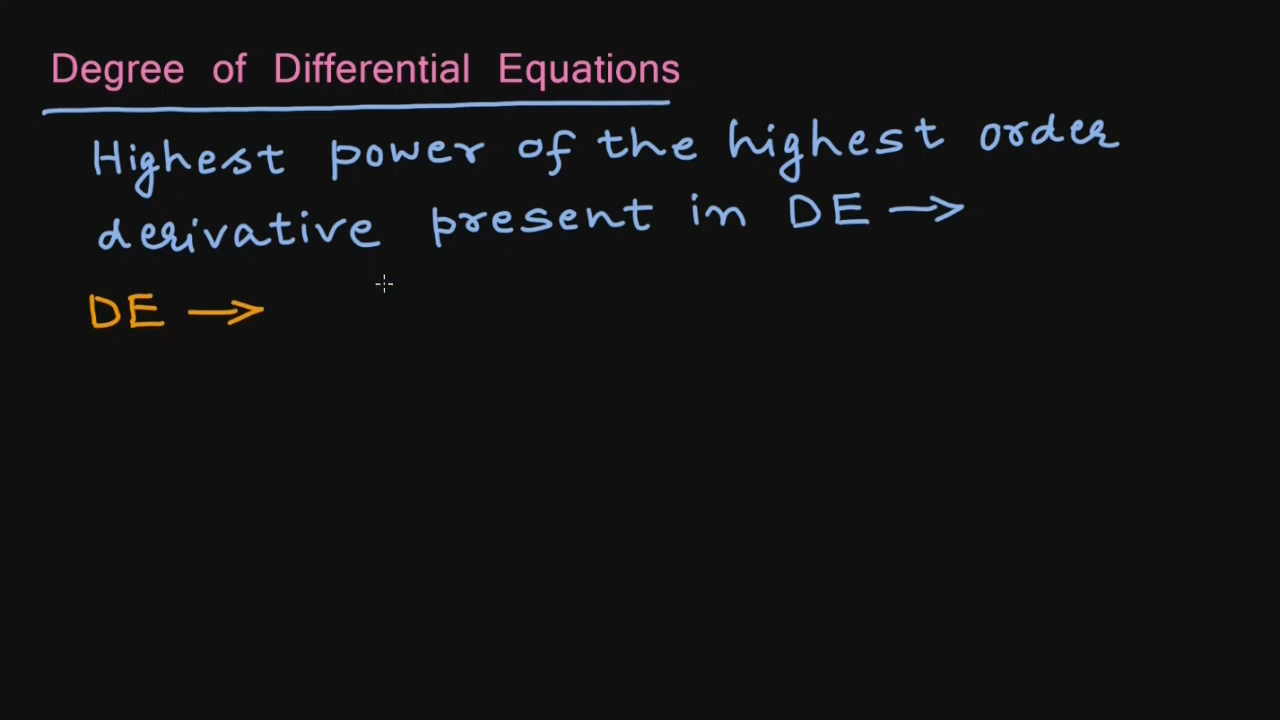 Degree of Differential Equations
Highest power of the highest order
derivative present in DE →
DE →